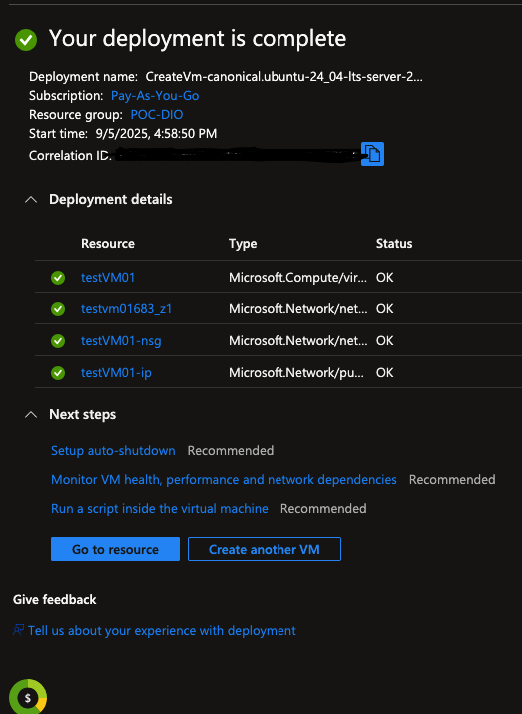 Your deployment is complete
Deployment name: CreateVm-canonical.ubuntu-24_04-lts-server-2...
Subscription: Pay-As-You-Go
Resource group: POC-DIO
Start time: 9/5/2025, 4:58:50 PM
Correlation ID:
Deployment details
Resource Type Status
testVM01 Microsoft.Compute/vir... OK
testvm01683_z1 Microsoft.Network/net... OK
testVM01-nsg Microsoft.Network/net... OK
testVM01-ip Microsoft.Network/pu... OK
Next steps
Setup auto-shutdown Recommended
Monitor VM health, performance and network dependencies Recommended
Run a script inside the virtual machine Recommended
Go to resource Create another VM
Give feedback
Tell us about your experience with deployment
$